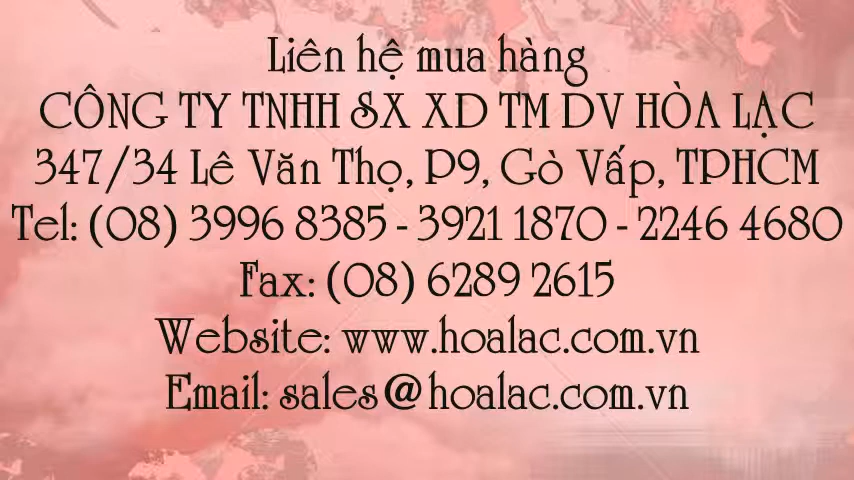 Liên hệ mua hàng
CÔNG TY TNHH SX XD TM DV HÒA LẠC
347/34 Lê Văn Thọ, P9, Gò Vấp, TPHCM
Tel: (08) 3996 8385 - 3921 1870 - 2246 4680
Fax: (08) 6289 2615
Website: www.hoalac.com.vn
Email: sales@hoalac.com.vn